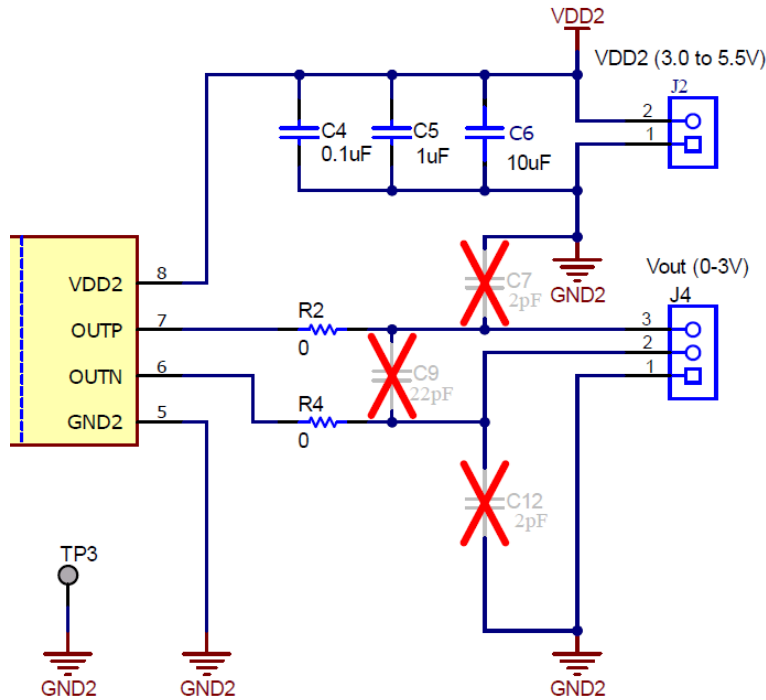 VDD2
VDD2 (3.0 to 5.5V)
J2
2
1
C4
0.1uF
C5
1uF
C6
10uF
VDD2
8
OUTP
7
OUTN
6
GND2
5
R2
0
R4
0
C7
2pF
C9
22pF
C12
2pF
GND2
Vout (0-3V)
J4
3
2
1
TP3
GND2
GND2
GND2